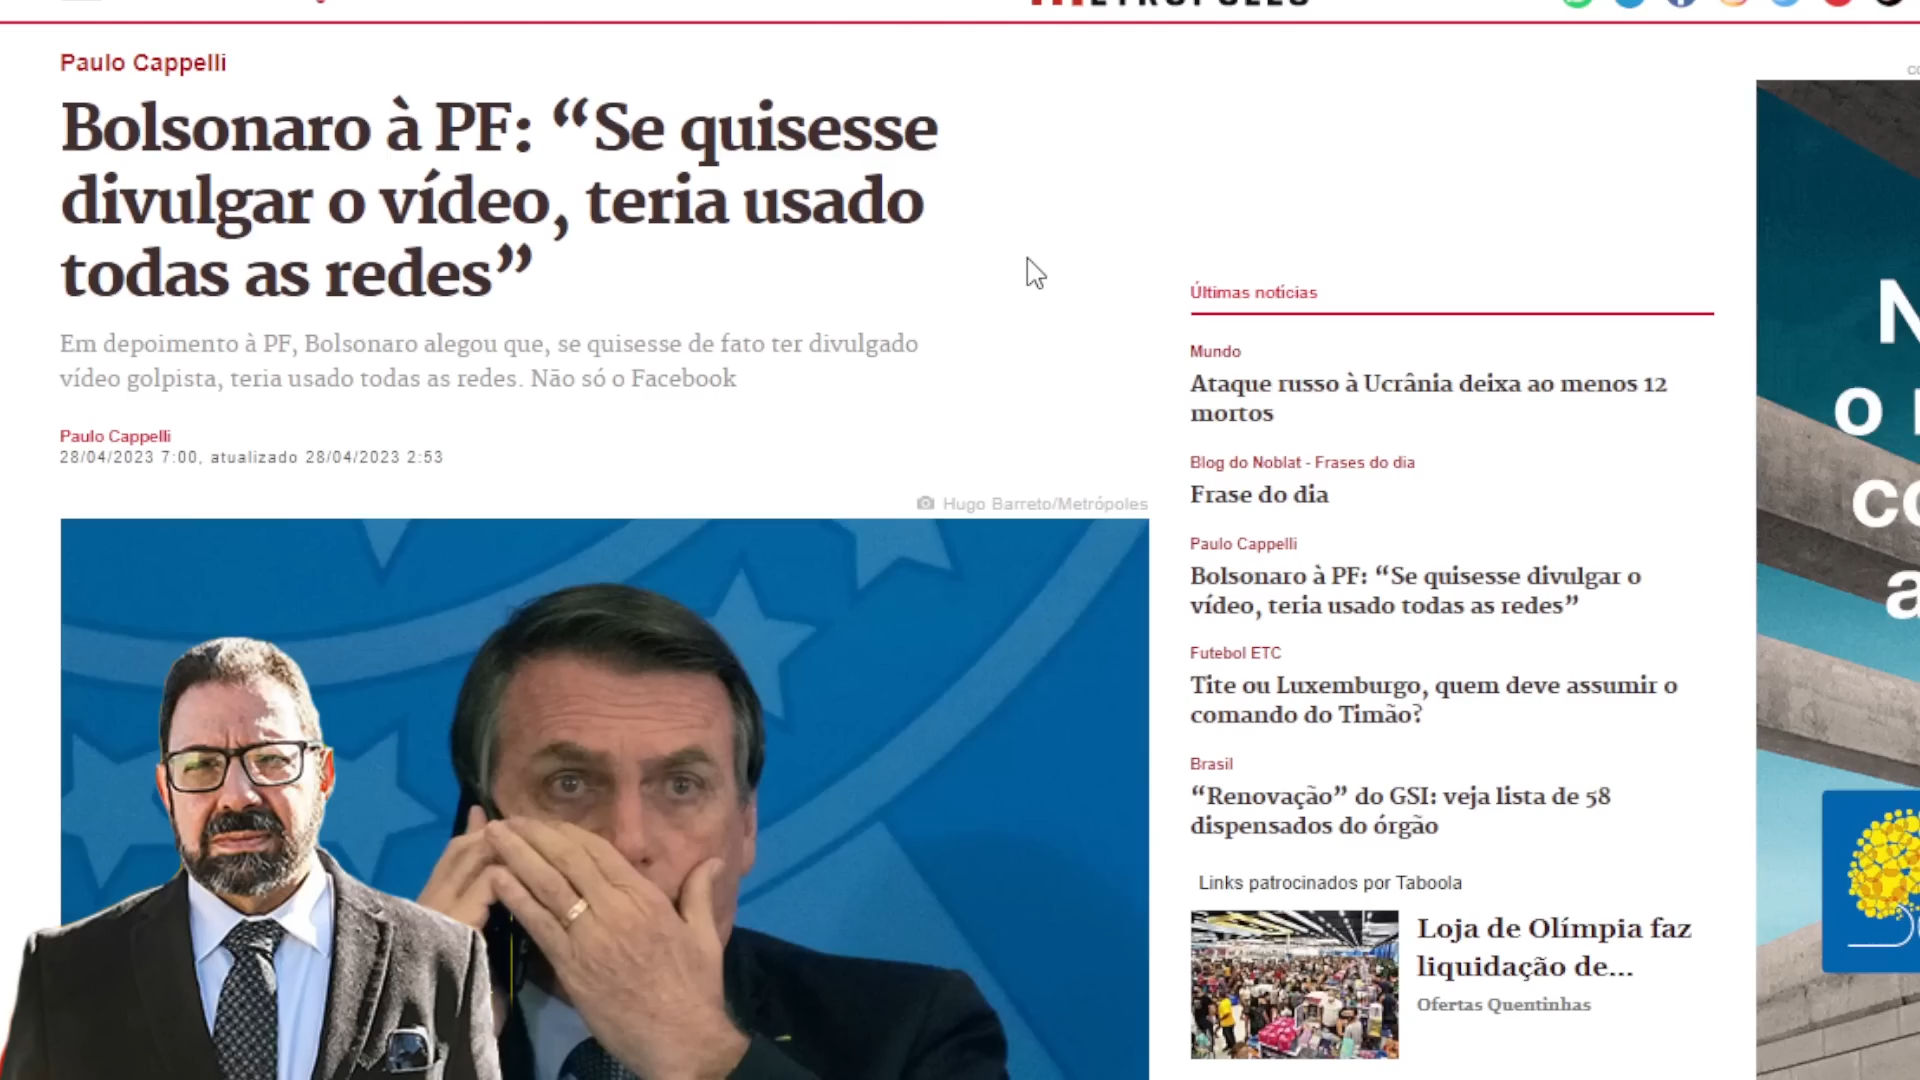 METRÓPOLES
Paulo Cappelli
Bolsonaro à PF: “Se quisesse
divulgar o vídeo, teria usado
todas as redes”
Em depoimento à PF, Bolsonaro alegou que, se quisesse de fato ter divulgado
vídeo golpista, teria usado todas as redes. Não só o Facebook
Paulo Cappelli
28/04/2023 7:00, atualizado 28/04/2023 2:53
Hugo Barreto/Metrópoles
Últimas notícias
Mundo
Ataque russo à Ucrânia deixa ao menos 12
mortos
Blog do Noblat - Frases do dia
Frase do dia
Paulo Cappelli
Bolsonaro à PF: “Se quisesse divulgar o
vídeo, teria usado todas as redes”
Futebol ETC
Tite ou Luxemburgo, quem deve assumir o
comando do Timão?
Brasil
“Renovação” do GSI: veja lista de 58
dispensados do órgão
Links patrocinados por Taboola
Loja de Olímpia faz
liquidação de...
Ofertas Quentinhas
o